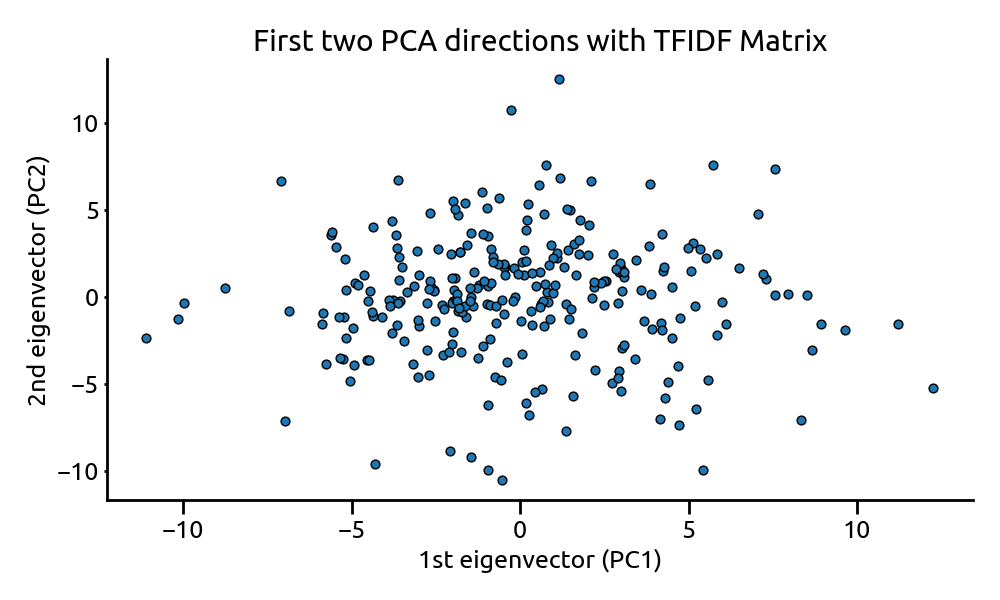 First two PCA directions with TFIDF Matrix
10
5
0
−5
−10
2nd eigenvector (PC2)
−10 −5 0 5 10
1st eigenvector (PC1)